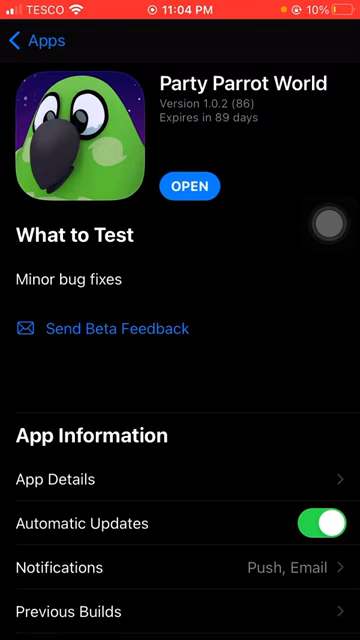 TESCO 11:04 PM 10%
Apps
Party Parrot World
Version 1.0.2 (86)
Expires in 89 days
OPEN
What to Test
Minor bug fixes
Send Beta Feedback
App Information
App Details
Automatic Updates
Notifications Push, Email
Previous Builds